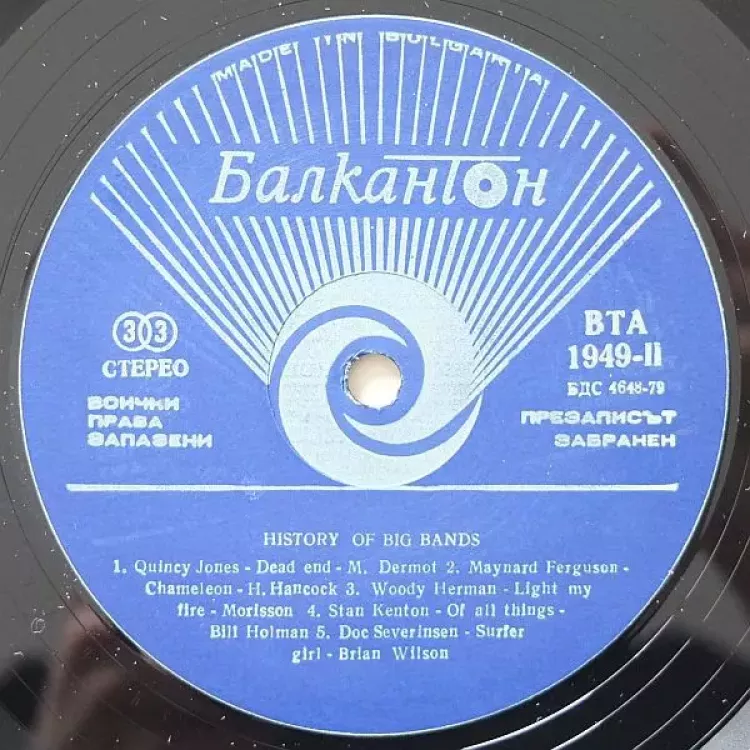 MADE IN BULGARIA
Балкантон
33
СТЕРЕО
ВСИЧКИ
ПРАВА
ЗАПАЗЕНИ
ВТА
1949-II
БДС 4648-79
ПРЕЗАПИСЪТ
ЗАБРАНЕН
HISTORY OF BIG BANDS
1. Quincy Jones - Dead end - M. Dermot 2. Maynard Ferguson -
Chameleon - H. Hancock 3. Woody Herman - Light my
fire - Morisson 4. Stan Kenton - Of all things -
Bill Holman 5. Doc Severinsen - Surfer
girl - Brian Wilson